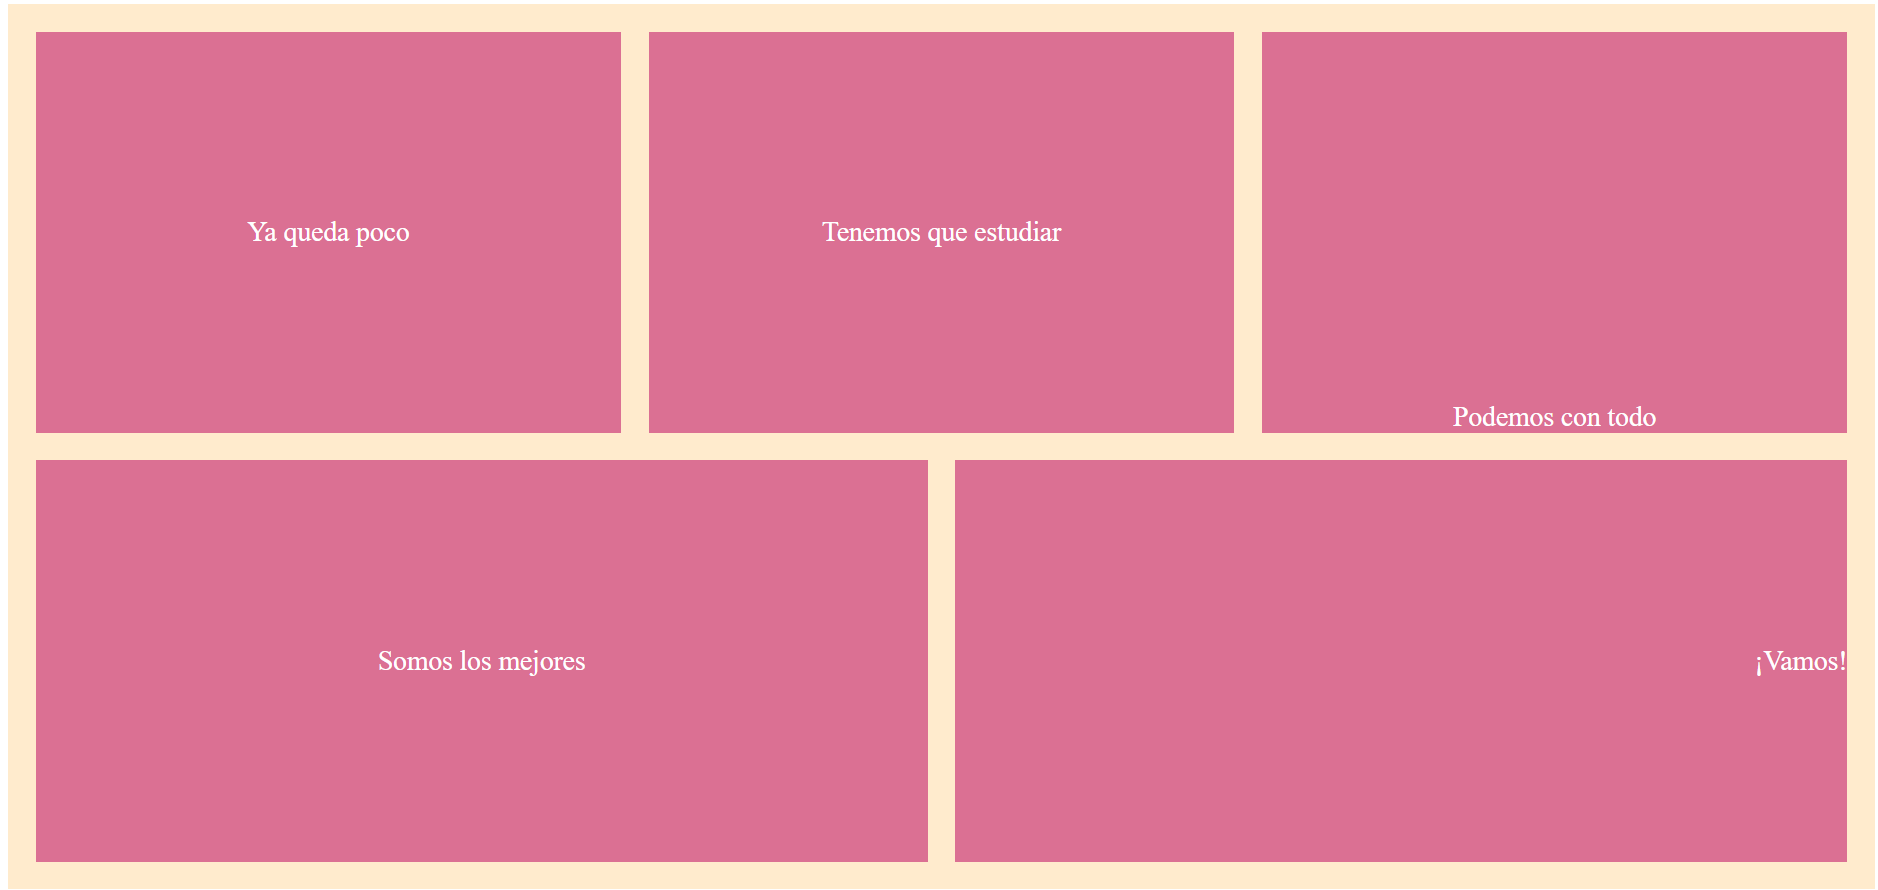 Ya queda poco
Tenemos que estudiar
Podemos con todo
Somos los mejores
¡Vamos!